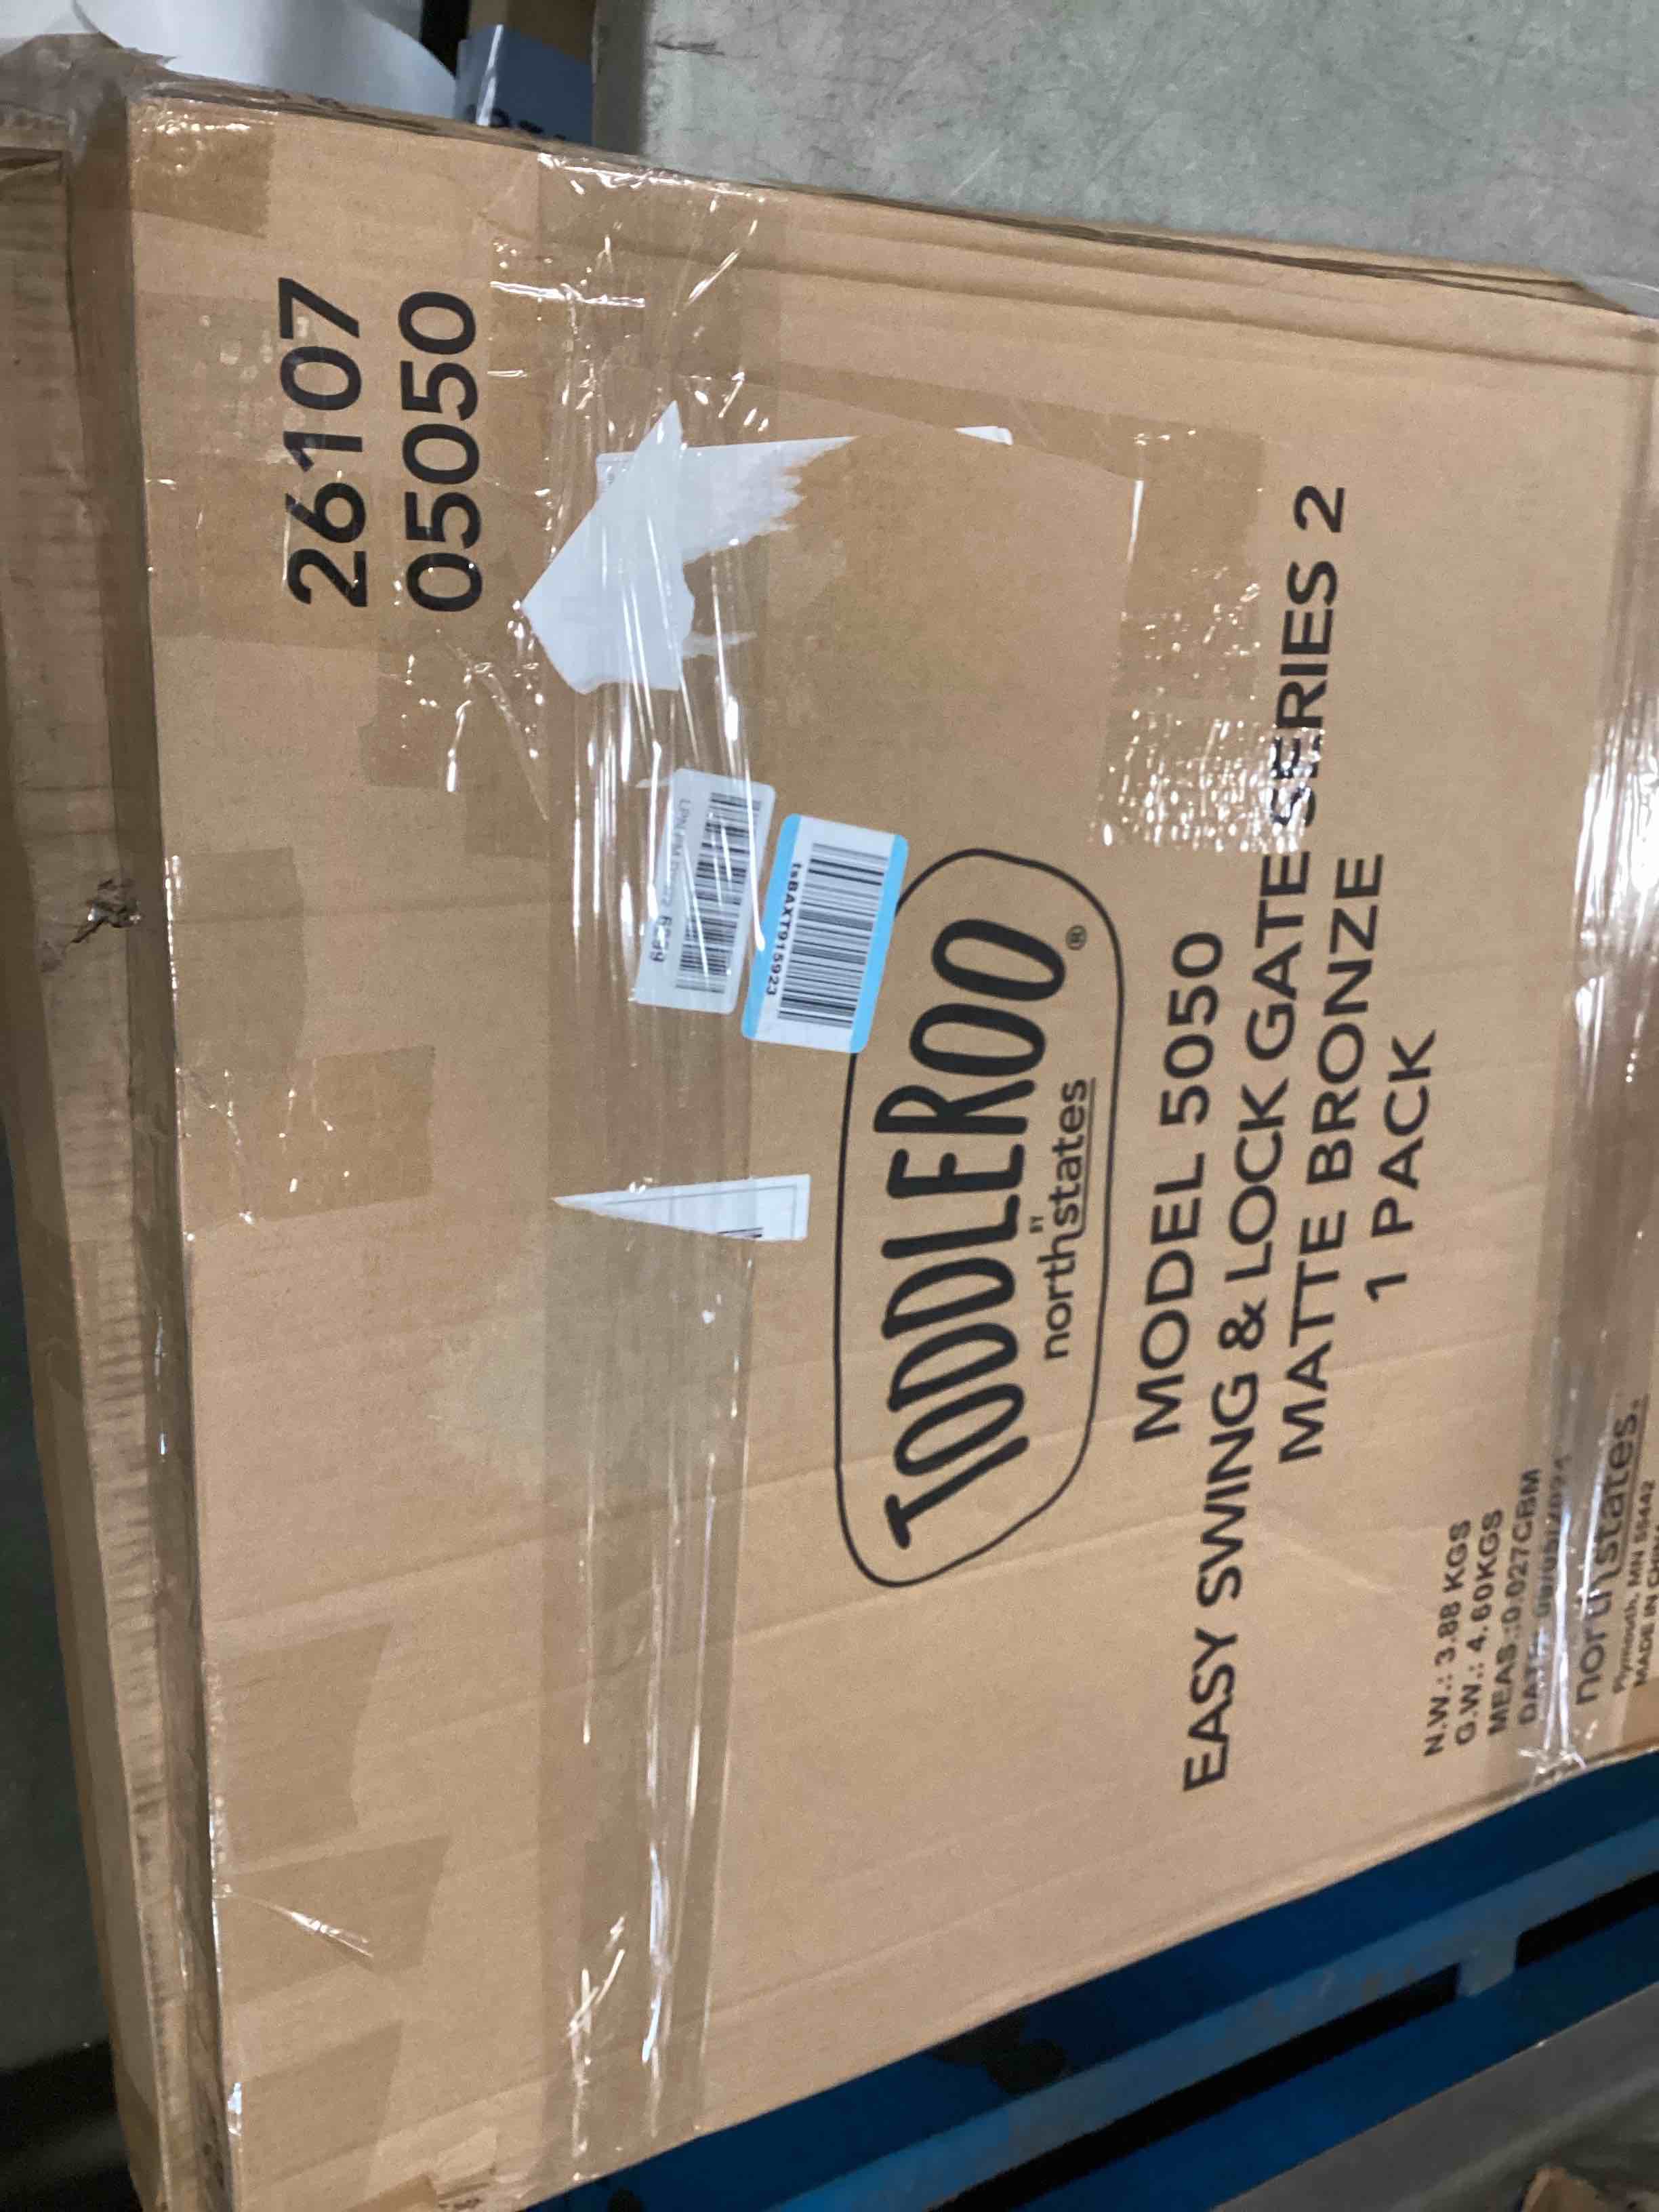 26107
05050
tsBAXT915923
TODDLEROO®
BY
northstates
MODEL 5050
EASY SWING & LOCK GATE SERIES 2
MATTE BRONZE
1 PACK
N.W.: 3.88 KGS
G.W.: 4.60KGS
MEAS.:0.027CBM
northstates.
Plymouth, MN 55442
MADE IN CHINA